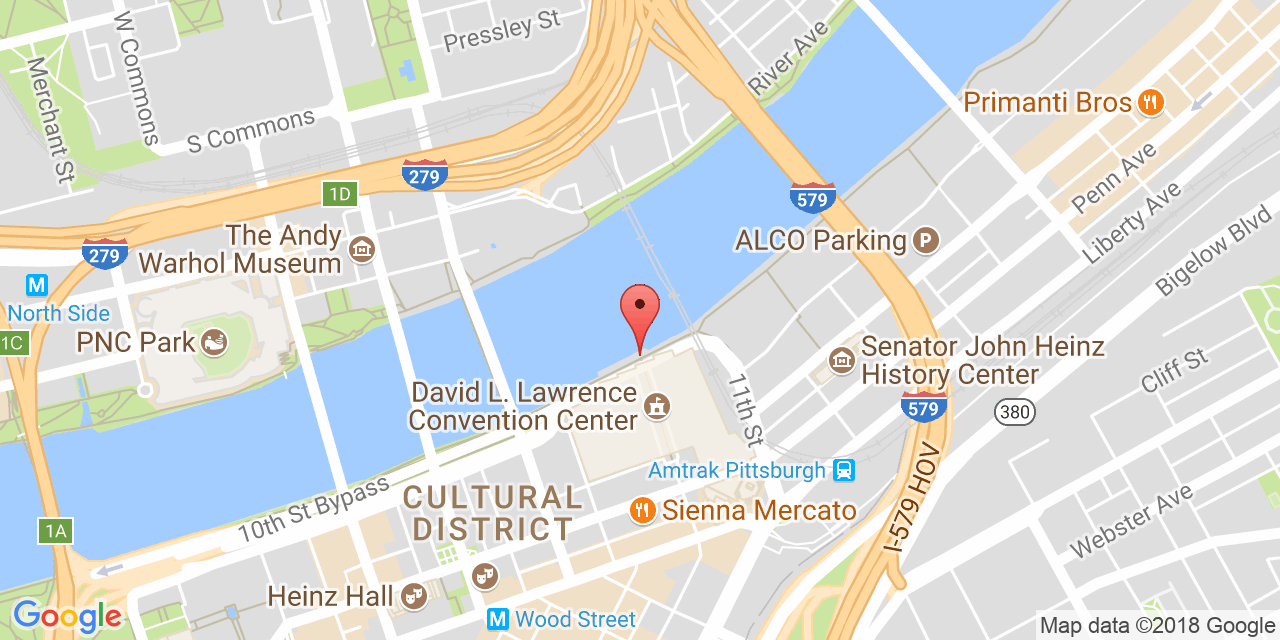 W Commons
Pressley St
River Ave
Merchant St
S Commons
Primanti Bros
279
1D
579
Penn Ave
Liberty Ave
Bigelow Blvd
The Andy
Warhol Museum
ALCO Parking
P
279
M
North Side
1C
PNC Park
Senator John Heinz
History Center
Cliff St
David L. Lawrence
Convention Center
11th St
579
380
Amtrak Pittsburgh
CULTURAL
DISTRICT
Sienna Mercato
I-579 HOV
Webster Ave
10th St Bypass
1A
Heinz Hall
M
Wood Street
Google
Map data ©2018 Google